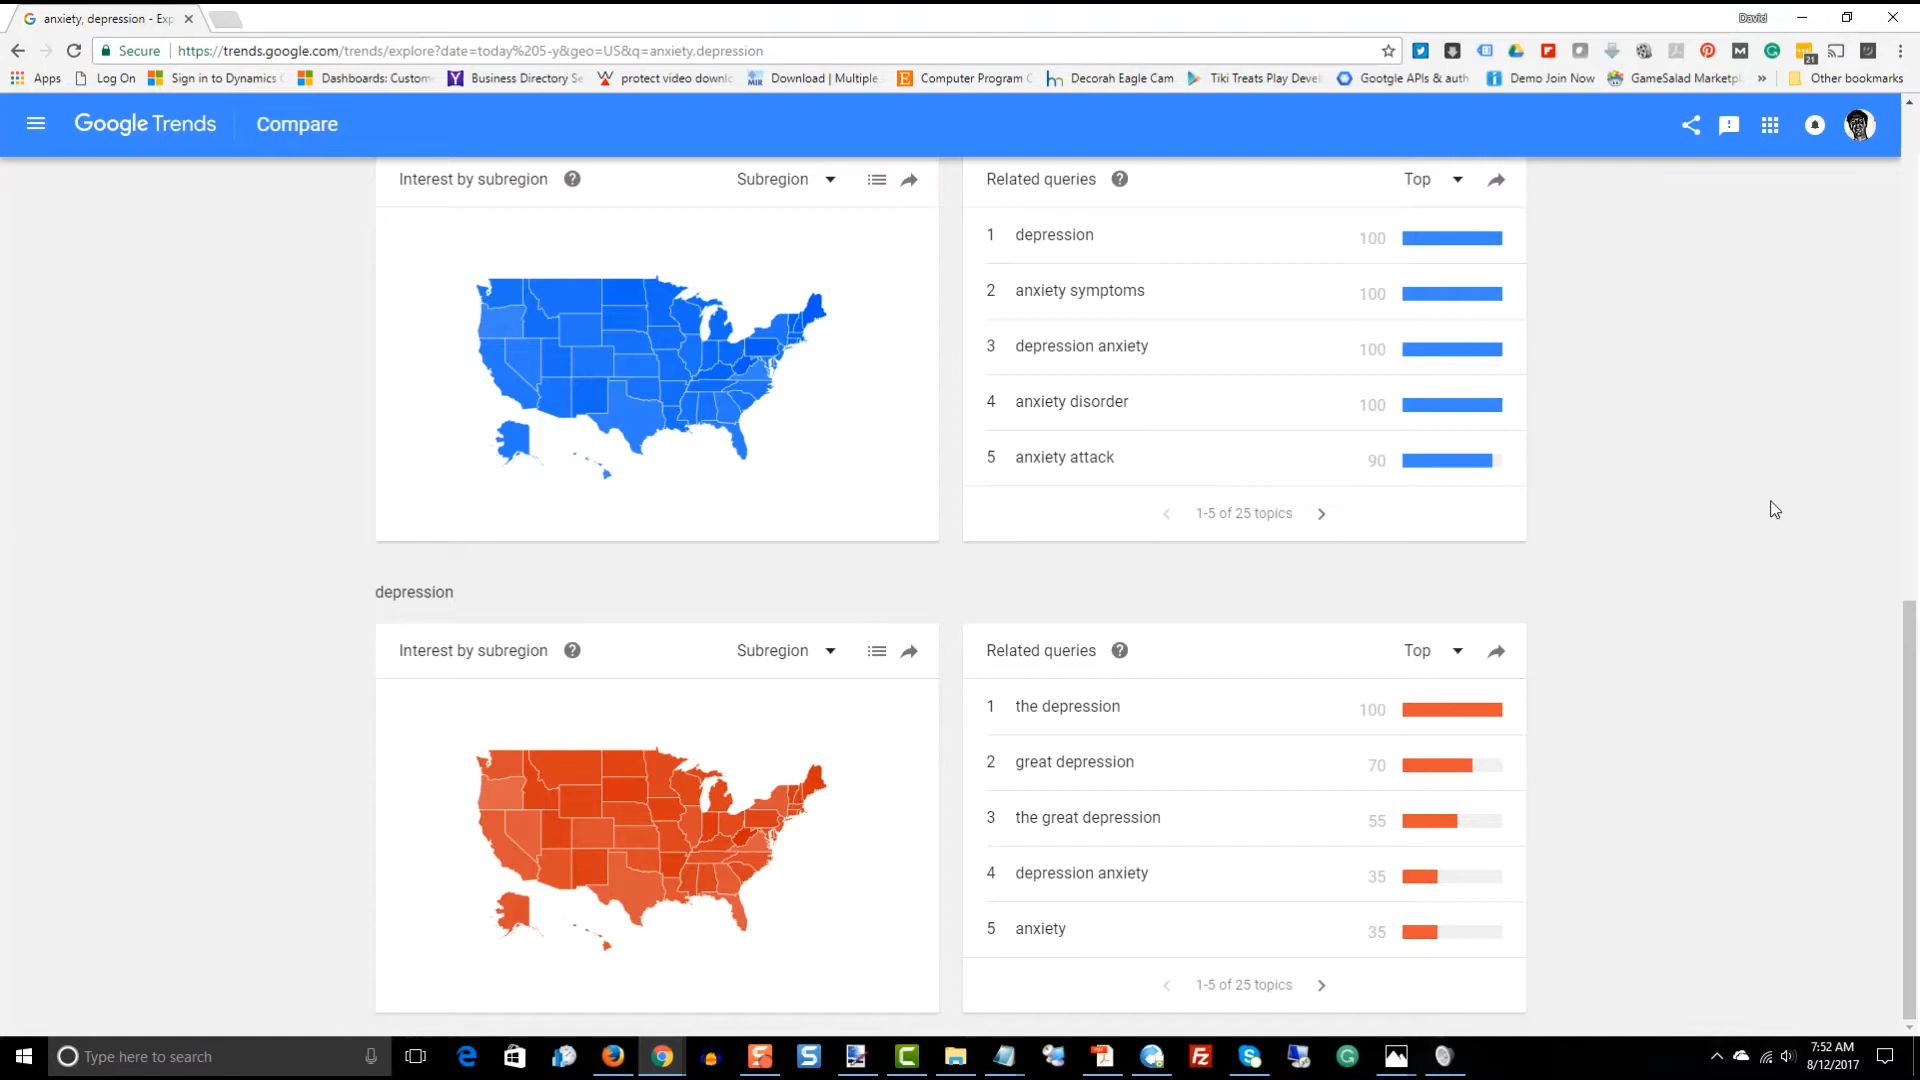 anxiety, depression - Exp
David
Secure
https://trends.google.com/trends/explore?date=today%205-y&geo=US&q=anxiety,depression
21
Apps
Log On
Sign in to Dynamics
Dashboards: Custom
Business Directory Se
protect video downlo
Download | Multiple
Computer Program
Decorah Eagle Cam
Tiki Treats Play Devel
Gootgle APIs & auth
Demo Join Now
GameSalad Marketpl
Other bookmarks
Google Trends
Compare
Interest by subregion
Subregion
Related queries
Top
1 depression 100
2 anxiety symptoms 100
3 depression anxiety 100
4 anxiety disorder 100
5 anxiety attack 90
1-5 of 25 topics
depression
Interest by subregion
Subregion
Related queries
Top
1 the depression 100
2 great depression 70
3 the great depression 55
4 depression anxiety 35
5 anxiety 35
1-5 of 25 topics
Type here to search
7:52 AM
8/12/2017